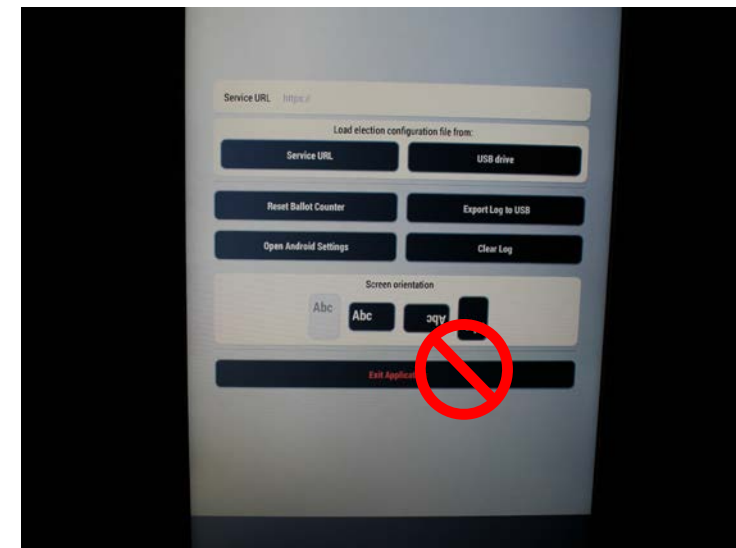 Service URL https://
Load election configuration file from:
Service URL USB drive
Reset Ballot Counter Export Log to USB
Open Android Settings Clear Log
Screen orientation
Abc Abc Abc
Exit